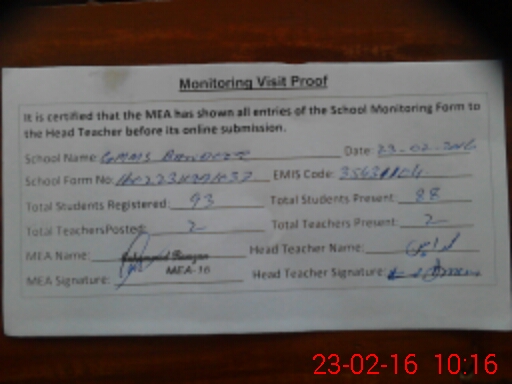 Monitoring Visit Proof
It is certified that the MEA has shown all entries of the School Monitoring Form to
the Head Teacher before its online submission.
School Name: Date: 23-02-2016
School Form No: EMIS Code:
Total Students Registered: 93 Total Students Present: 88
Total TeachersPosted: 2 Total Teachers Present: 2
MEA Name: Head Teacher Name:
MEA-16
MEA Signature: Head Teacher Signature:
23-02-16 10:16